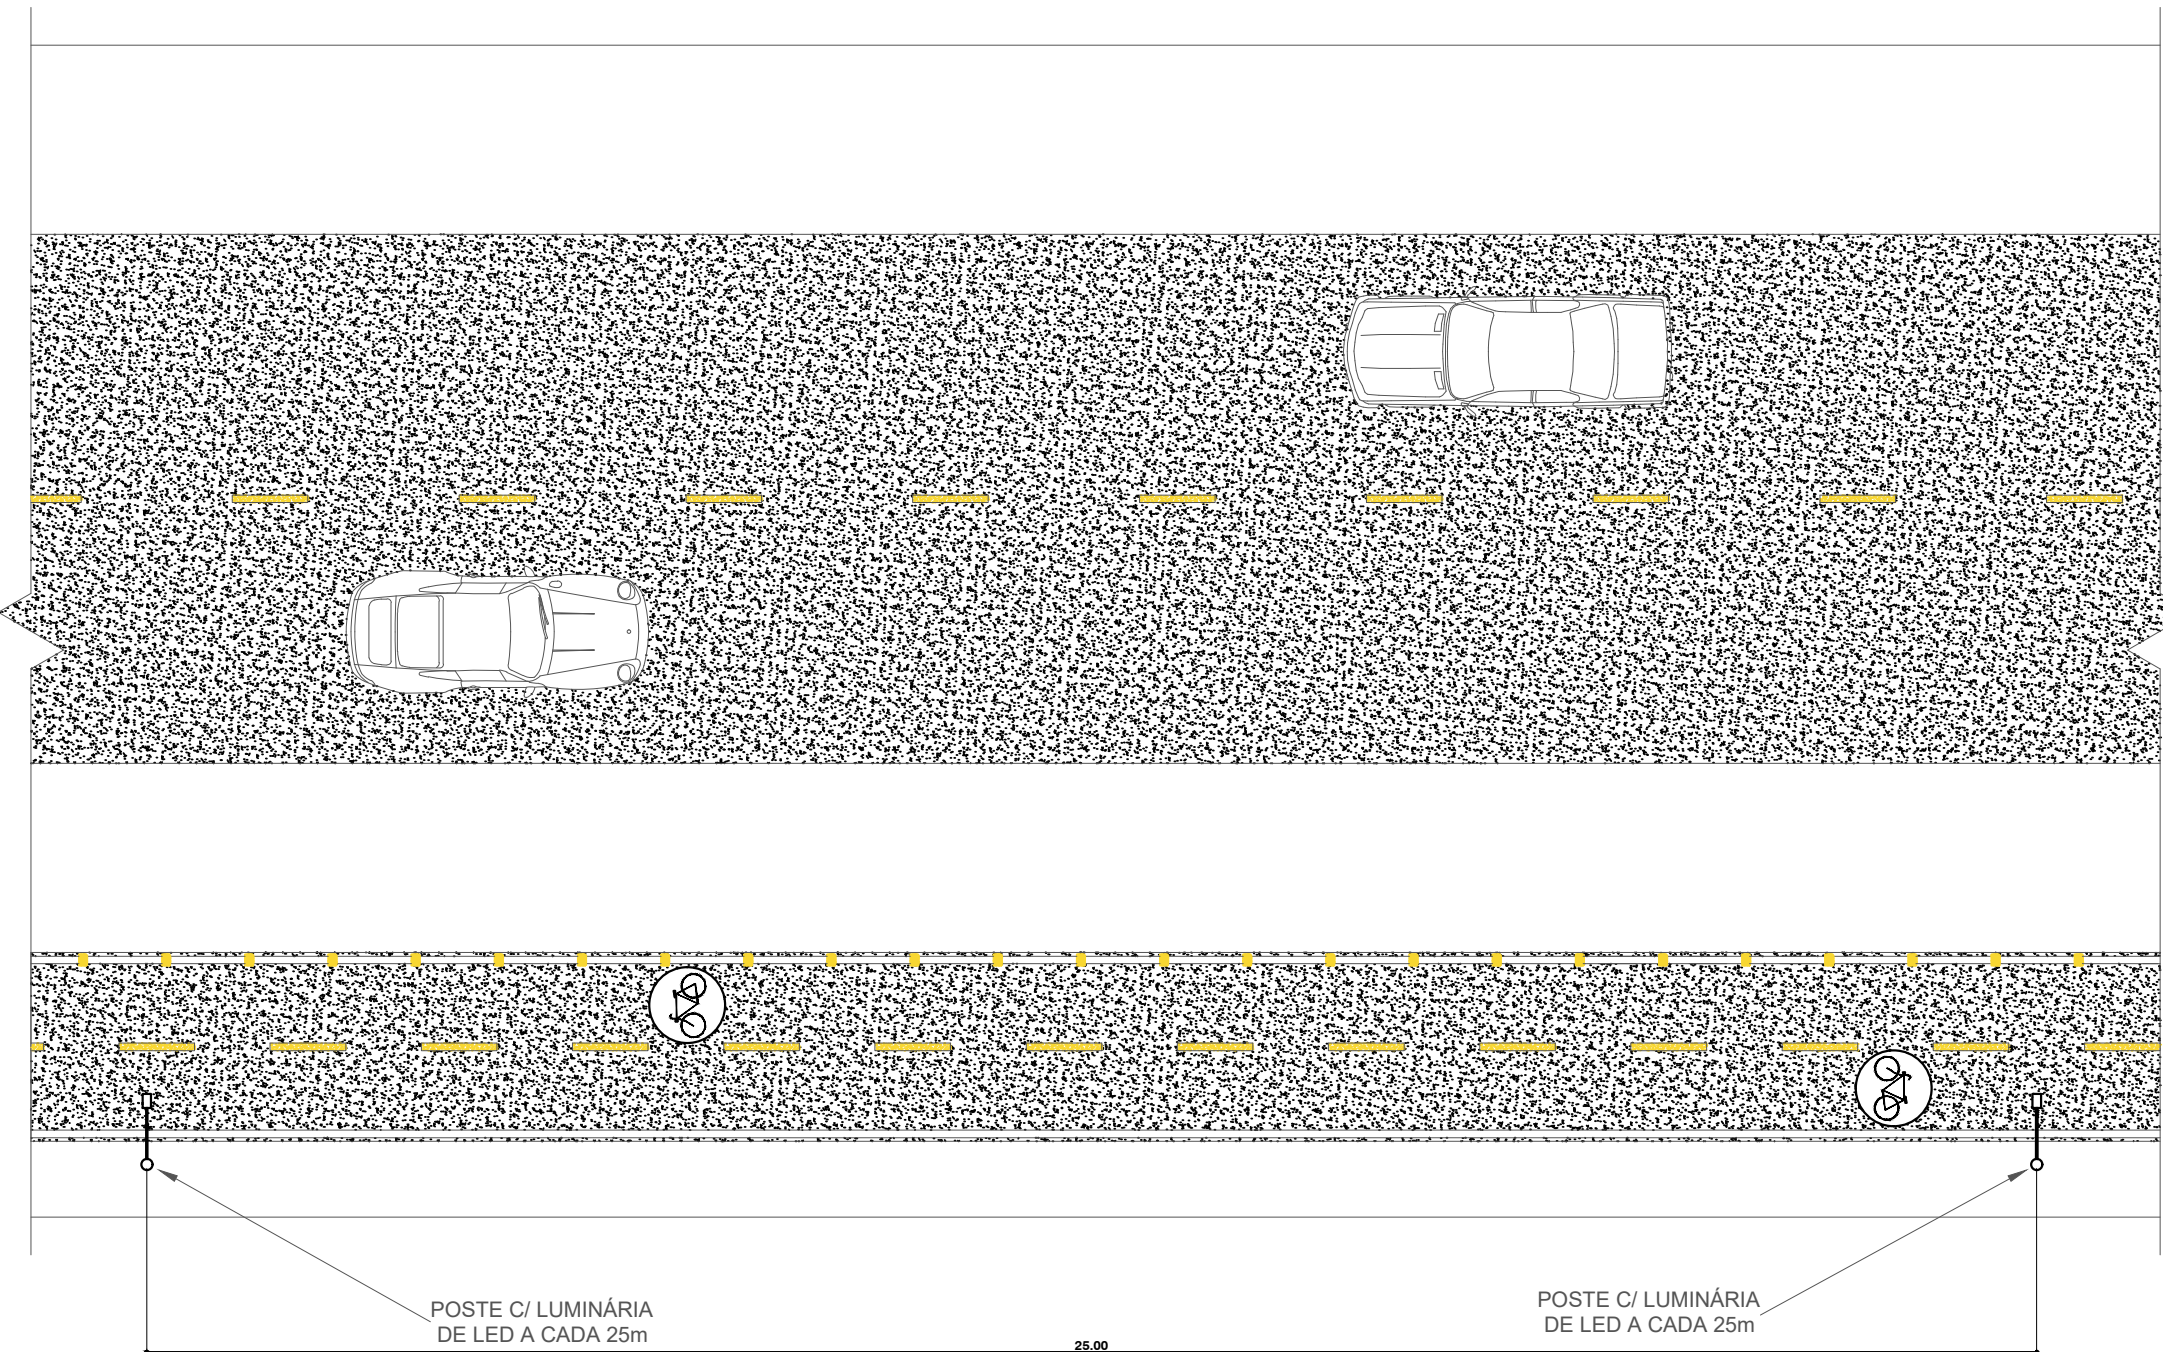 POSTE C/ LUMINÁRIA
DE LED A CADA 25m
POSTE C/ LUMINÁRIA
DE LED A CADA 25m
25.00